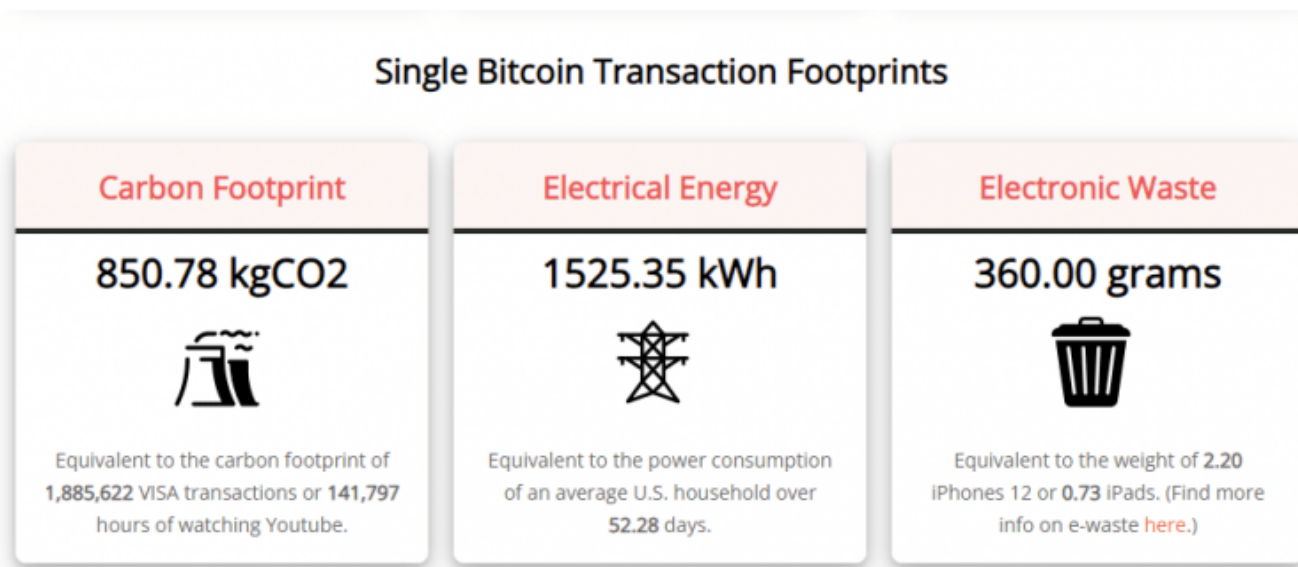 Single Bitcoin Transaction Footprints
Carbon Footprint
850.78 kgCO2
Equivalent to the carbon footprint of
1,885,622 VISA transactions or 141,797
hours of watching Youtube.
Electrical Energy
1525.35 kWh
Equivalent to the power consumption
of an average U.S. household over
52.28 days.
Electronic Waste
360.00 grams
Equivalent to the weight of 2.20
iPhones 12 or 0.73 iPads. (Find more
info on e-waste here.)